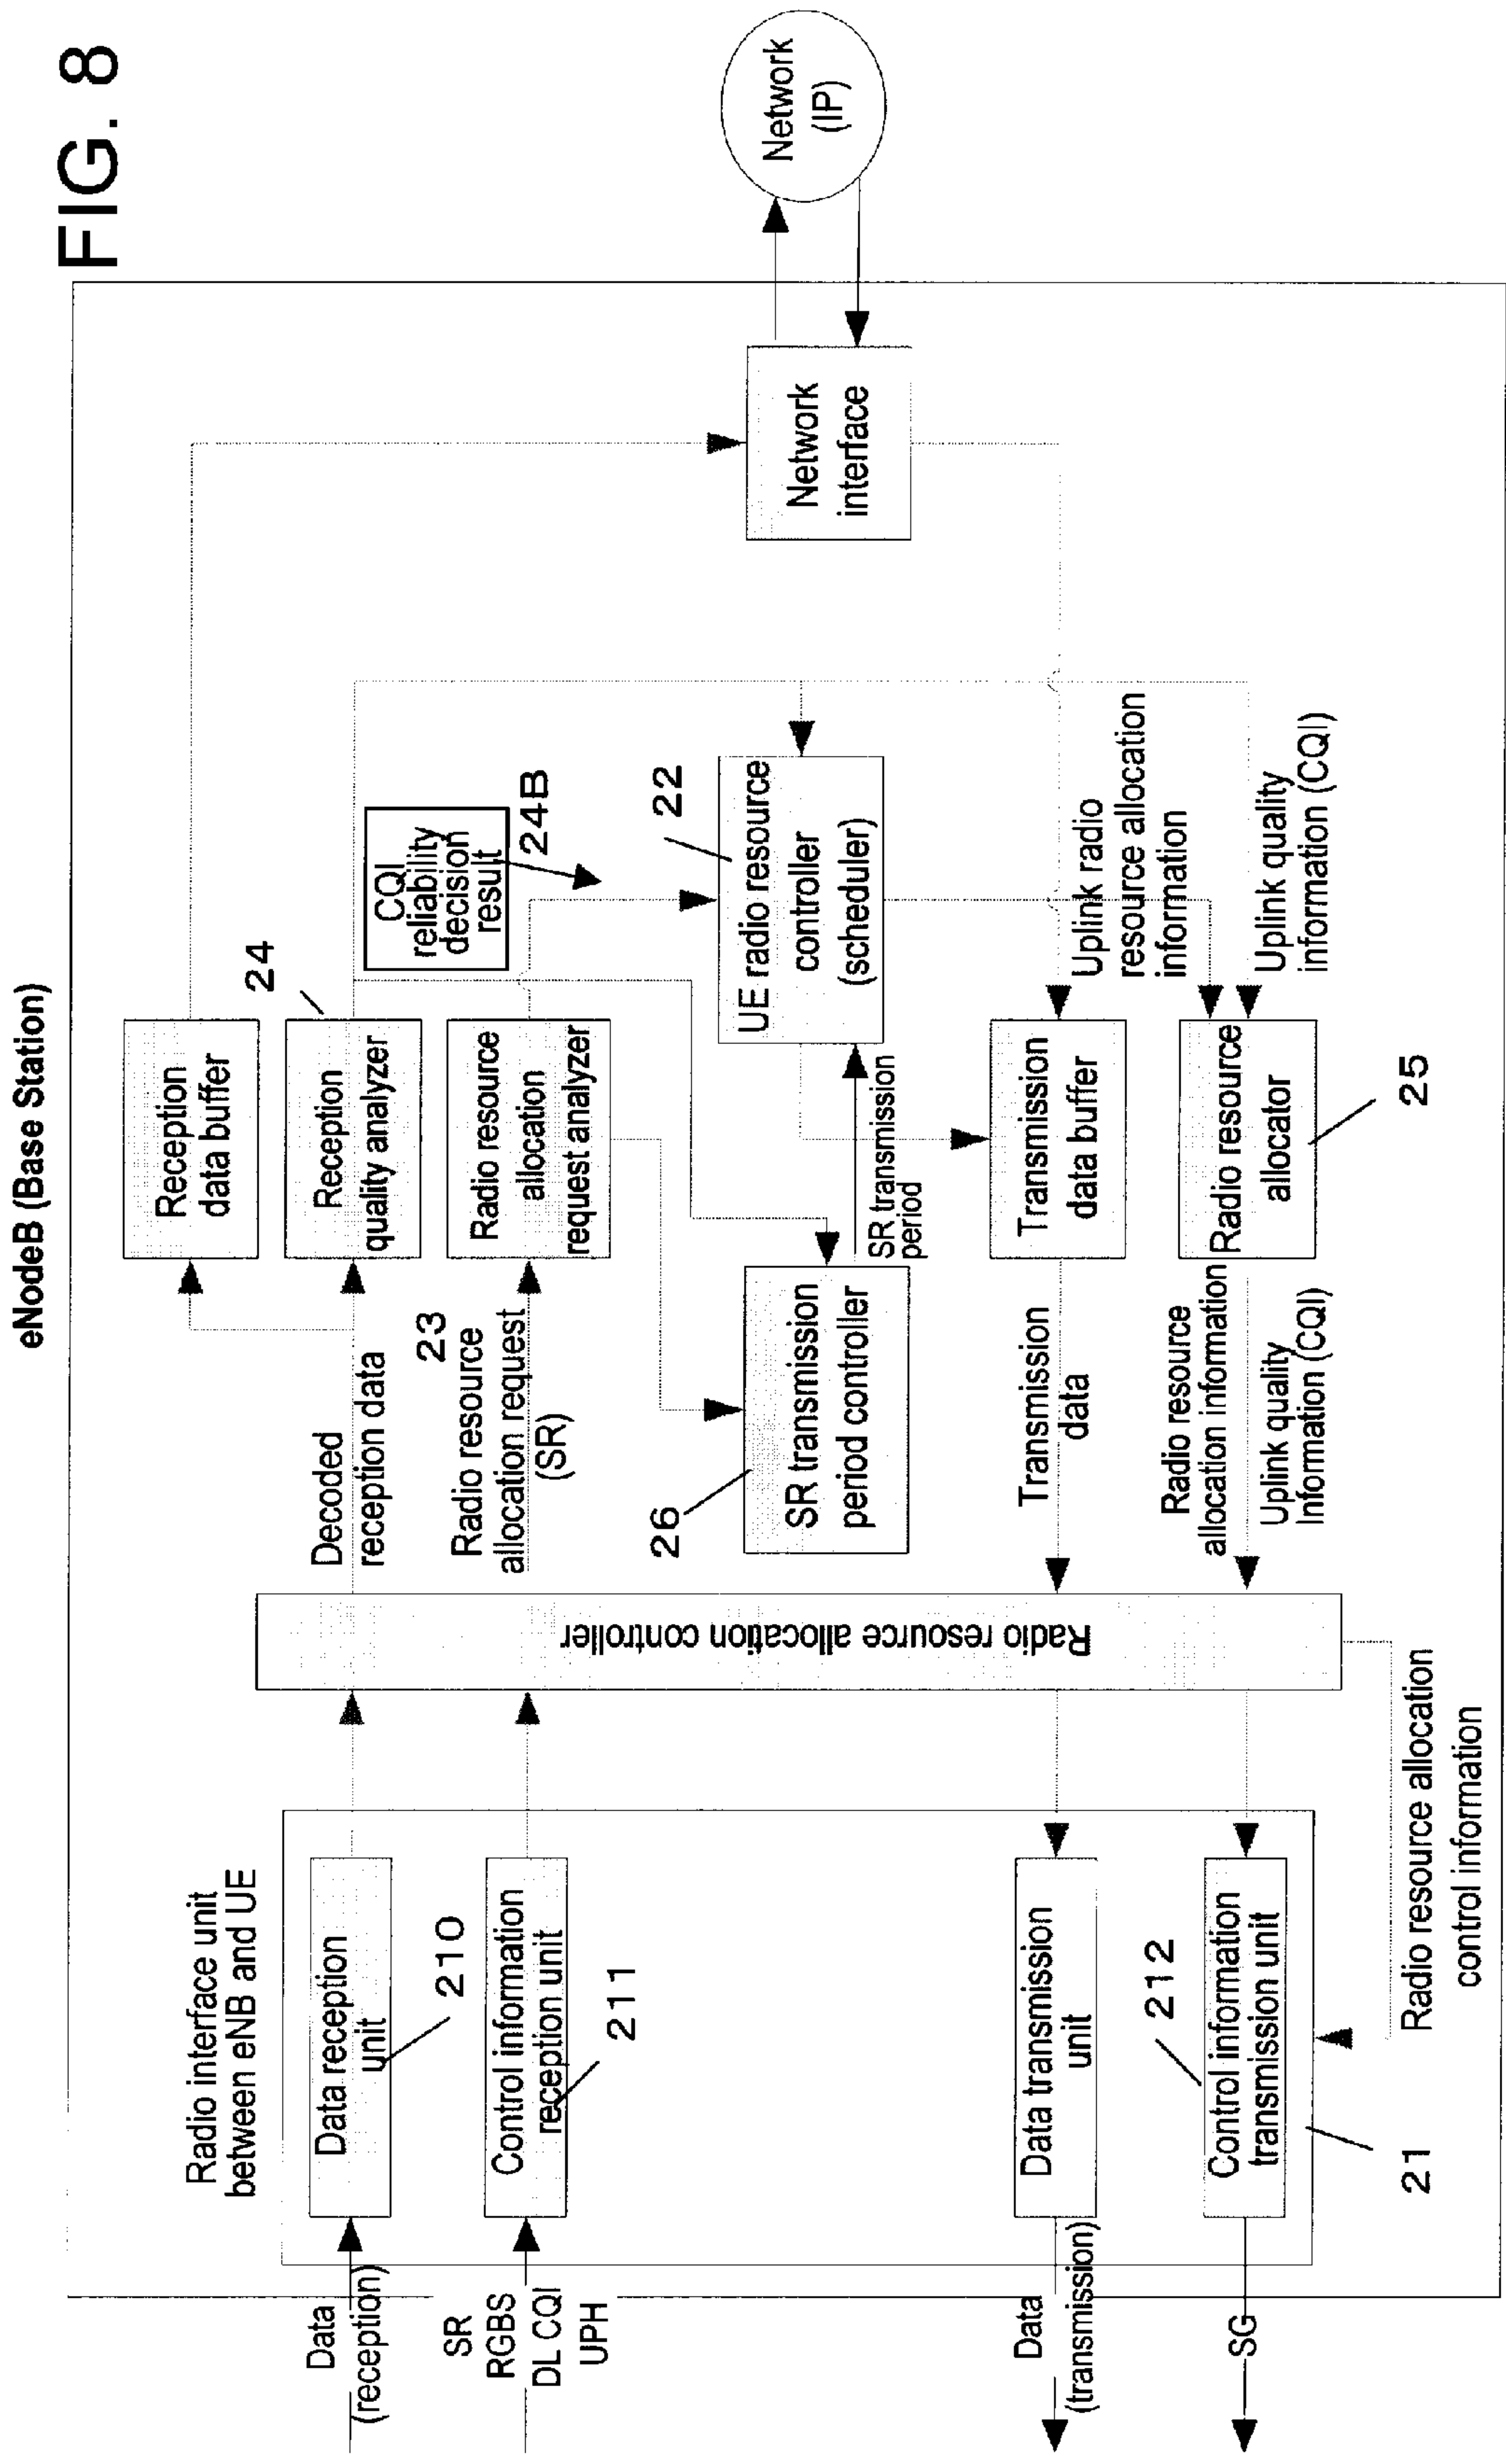 FIG. 8
eNodeB (Base Station)
Radio interface unit
between eNB and UE
Data
(reception)
Data reception
unit
210
SR
RGBS
DL CQI
UPH
Control information
reception unit
211
Data
(transmission)
Data transmission
unit
SG
212
Control information
transmission unit
21
Radio resource allocation
control information
Radio resource allocation controller
Decoded
reception data
23
Radio resource
allocation request
(SR)
26
SR transmission
period controller
Transmission
data
Radio resource
allocation information
Uplink quality
Information (CQI)
Reception
data buffer
24
Reception
quality analyzer
Radio resource
allocation
request analyzer
SR transmission
period
Transmission
data buffer
Radio resource
allocator
25
CQI
reliability
decision
result
24B
22
UE radio resource
controller
(scheduler)
Uplink radio
resource allocation
information
Uplink quality
information (CQI)
Network
interface
Network
(IP)